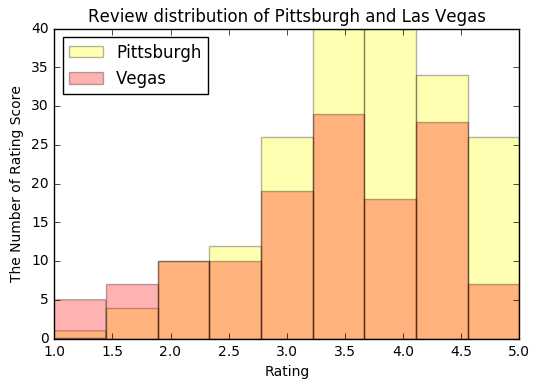 Review distribution of Pittsburgh and Las Vegas
40
35
30
25
20
15
10
5
0
The Number of Rating Score
Pittsburgh
Vegas
1.0 1.5 2.0 2.5 3.0 3.5 4.0 4.5 5.0
Rating